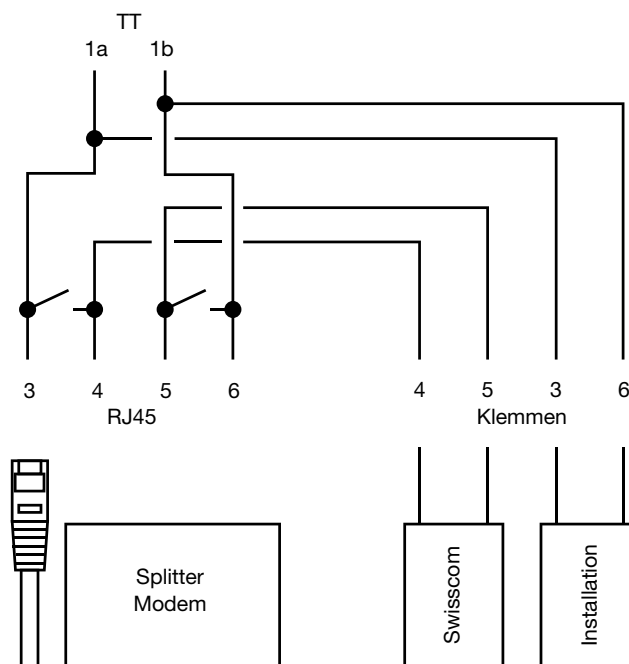 TT
1a 1b
3 4 5 6 4 5 3 6
RJ45 Klemmen
Splitter
Modem
Swisscom
Installation